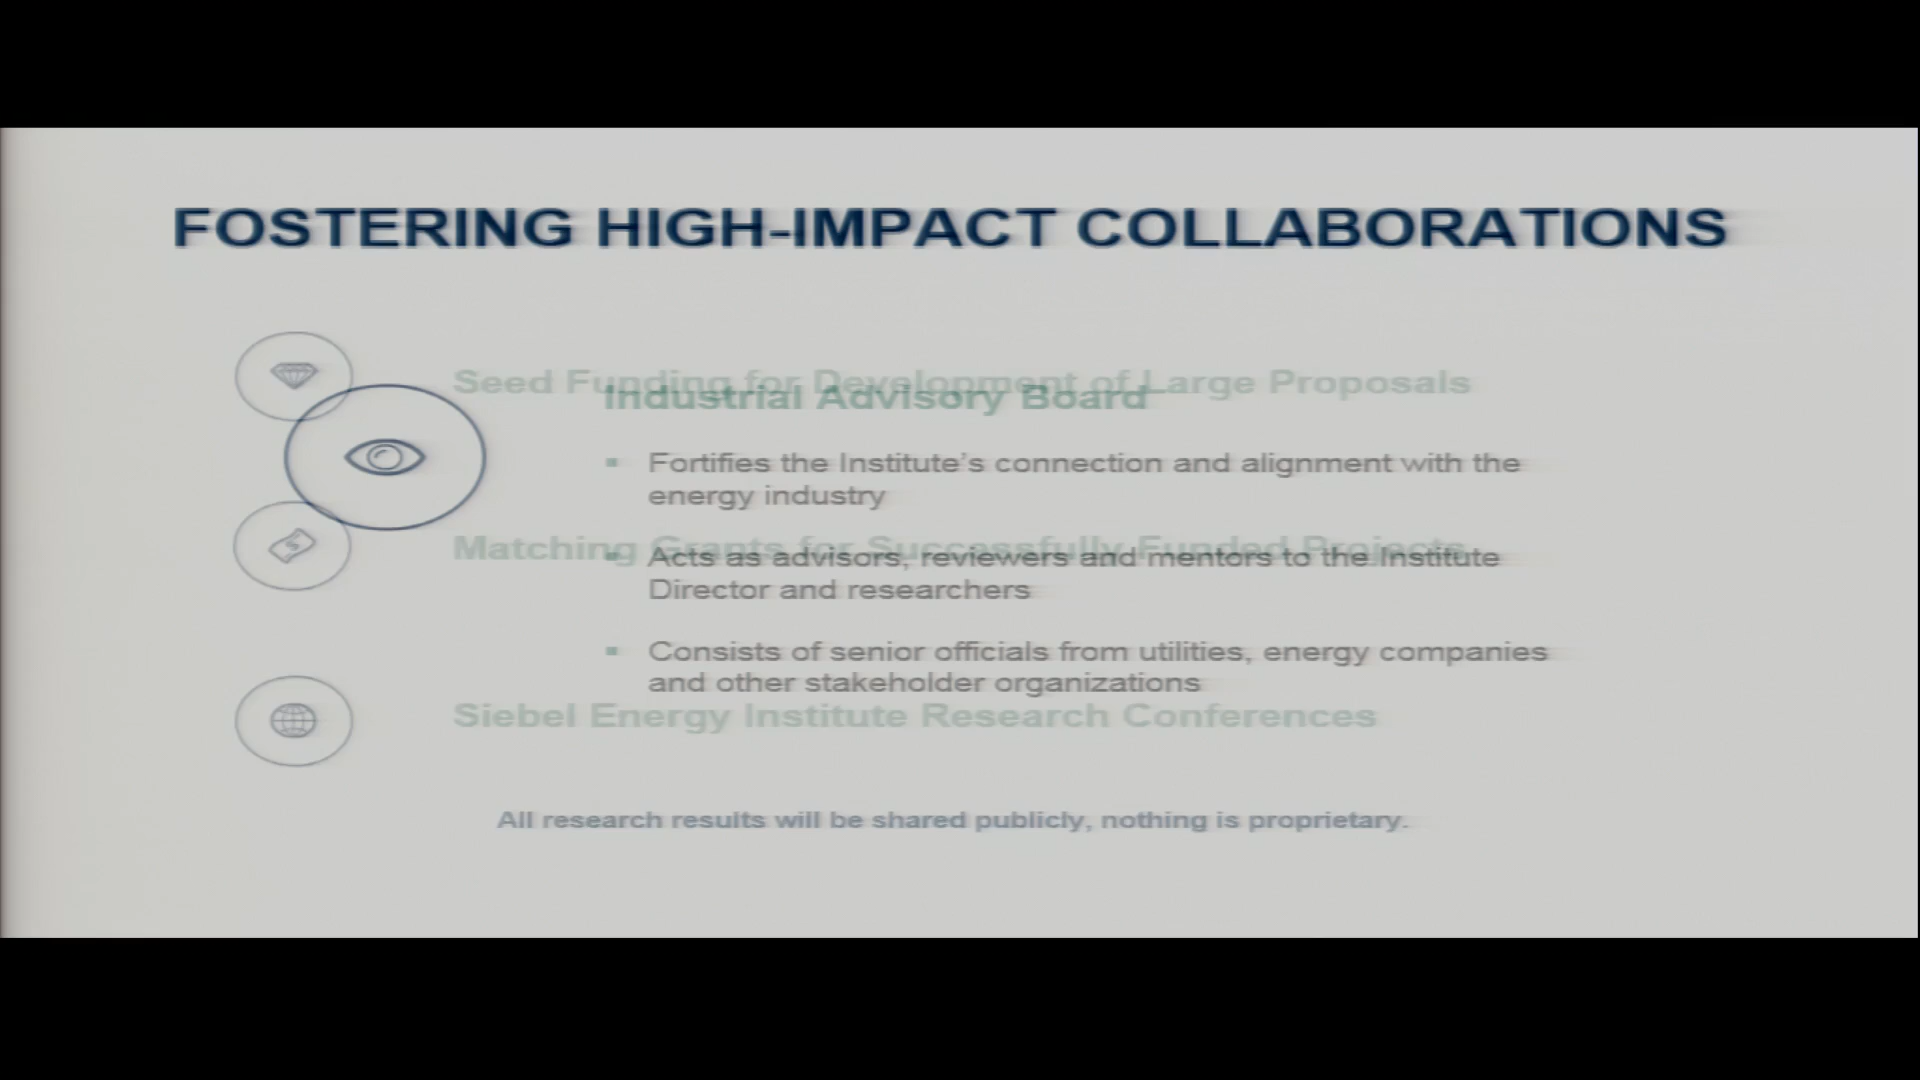 FOSTERING HIGH-IMPACT COLLABORATIONS
Seed Funding for Development of Large Proposals
Industrial Advisory Board
▪ Fortifies the Institute’s connection and alignment with the
energy industry
Matching Grants for Successfully Funded Projects
▪ Acts as advisors, reviewers and mentors to the Institute
Director and researchers
▪ Consists of senior officials from utilities, energy companies
and other stakeholder organizations
Siebel Energy Institute Research Conferences
All research results will be shared publicly, nothing is proprietary.